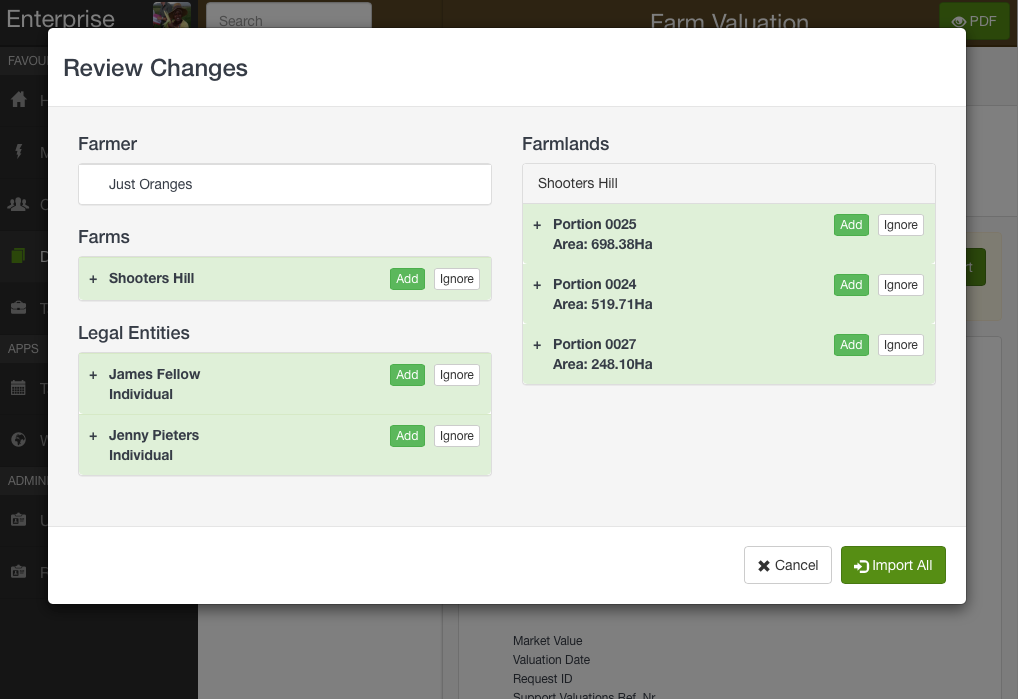 Enterprise
Search
Farm Valuation
PDF
Review Changes
Farmer
Just Oranges
Farms
+ Shooters Hill Add Ignore
Legal Entities
+ James Fellow Add Ignore
Individual
+ Jenny Pieters Add Ignore
Individual
Farmlands
Shooters Hill
+ Portion 0025 Add Ignore
Area: 698.38Ha
+ Portion 0024 Add Ignore
Area: 519.71Ha
+ Portion 0027 Add Ignore
Area: 248.10Ha
Cancel
Import All
APPS
Market Value
Valuation Date
Request ID
Support Valuations Ref. Nr.